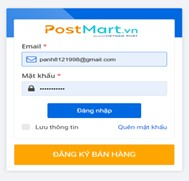 PostMart.vn
Email *
panh8121998@gmail.com
Mật khẩu *
Đăng nhập
Lưu thông tin
Quên mật khẩu
ĐĂNG KÝ BÁN HÀNG